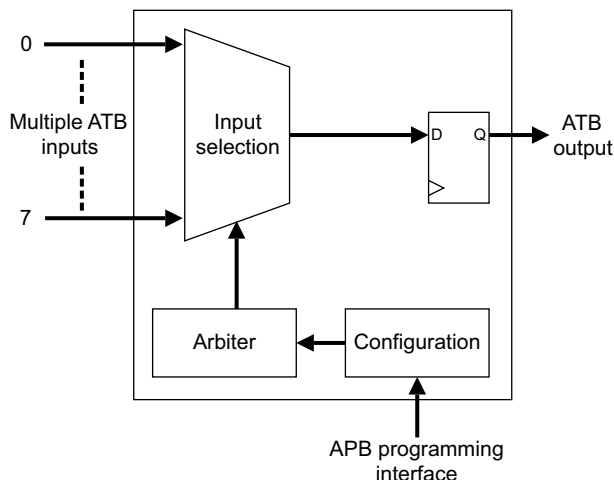 0
Multiple ATB
inputs
7
Input
selection
D
Q
ATB
output
Arbiter
Configuration
APB programming
interface